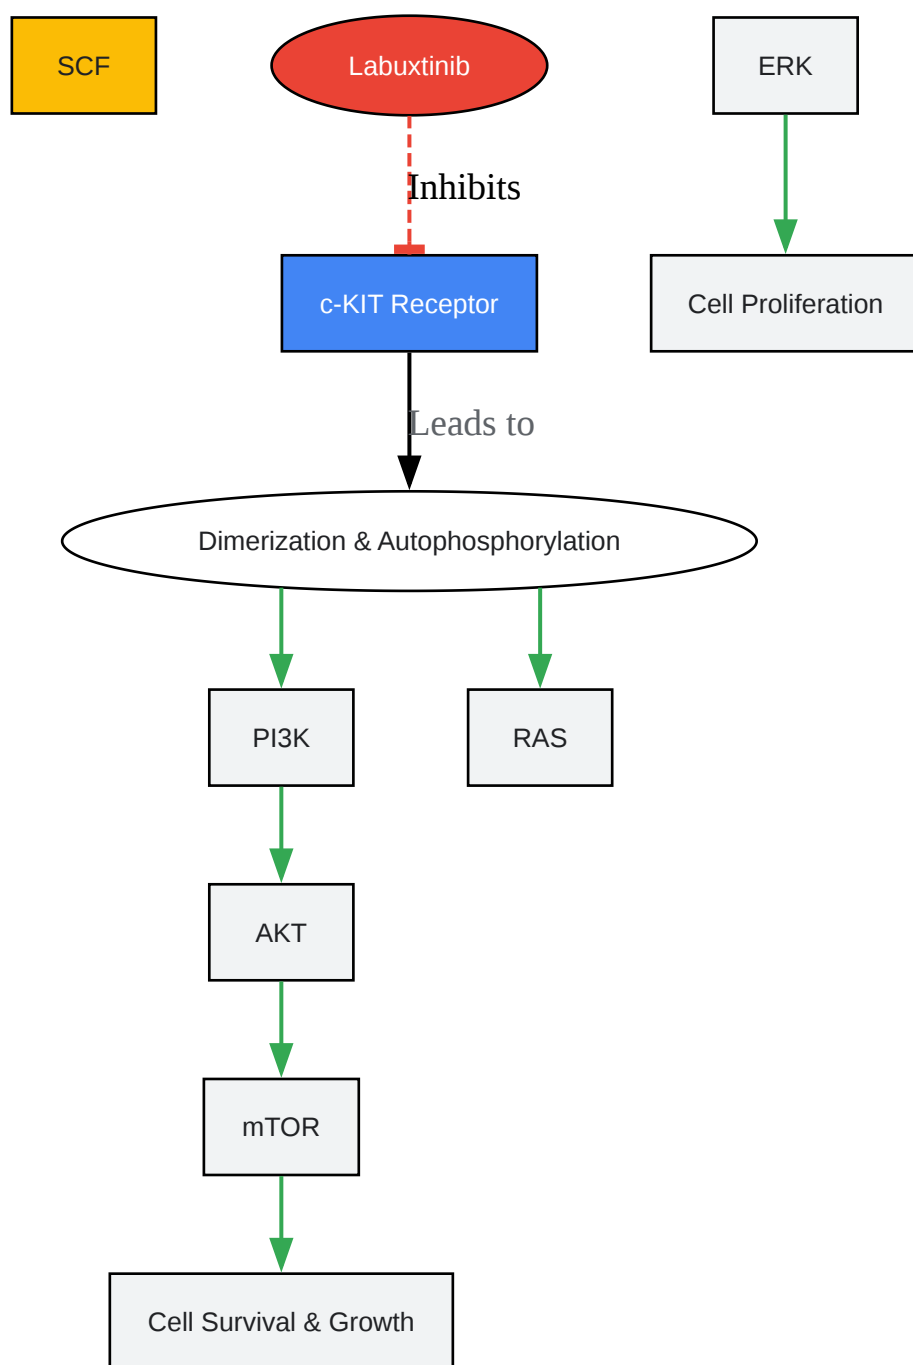 SCF
Labuxtinib
ERK
Inhibits
c-KIT Receptor
Cell Proliferation
Leads to
Dimerization & Autophosphorylation
PI3K
RAS
AKT
mTOR
Cell Survival & Growth